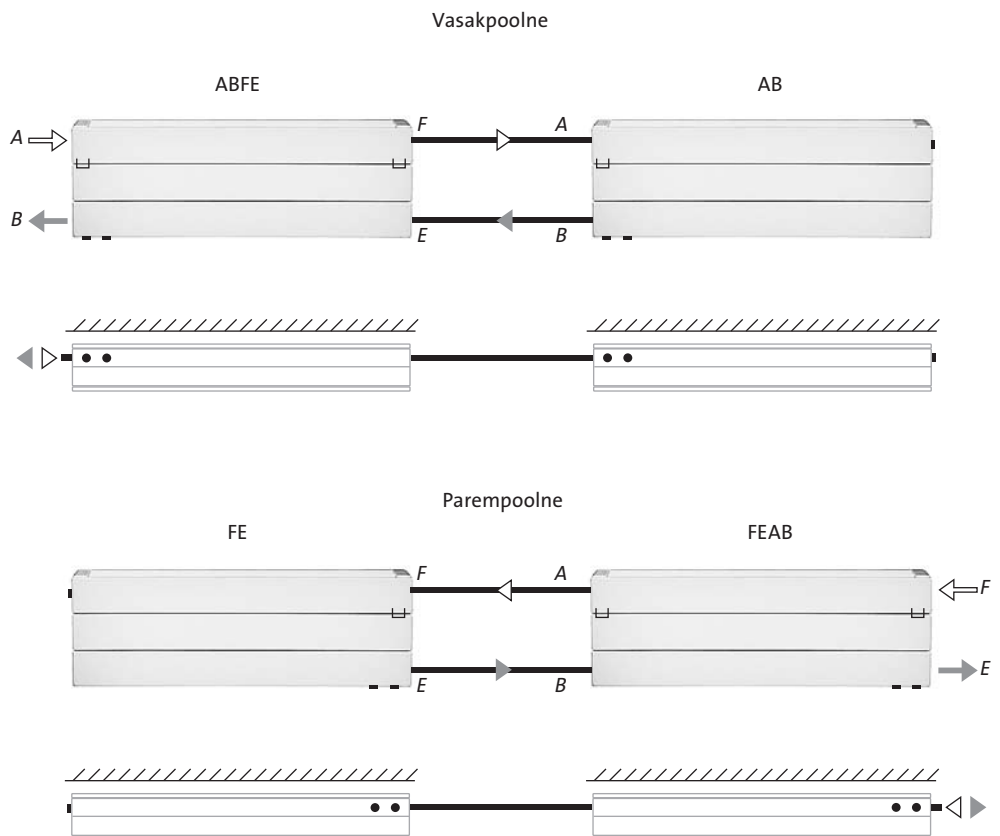 Vasakpoolne
ABFE AB
A F A
B E B
Parempoolne
FE FEAB
F A F
E B E